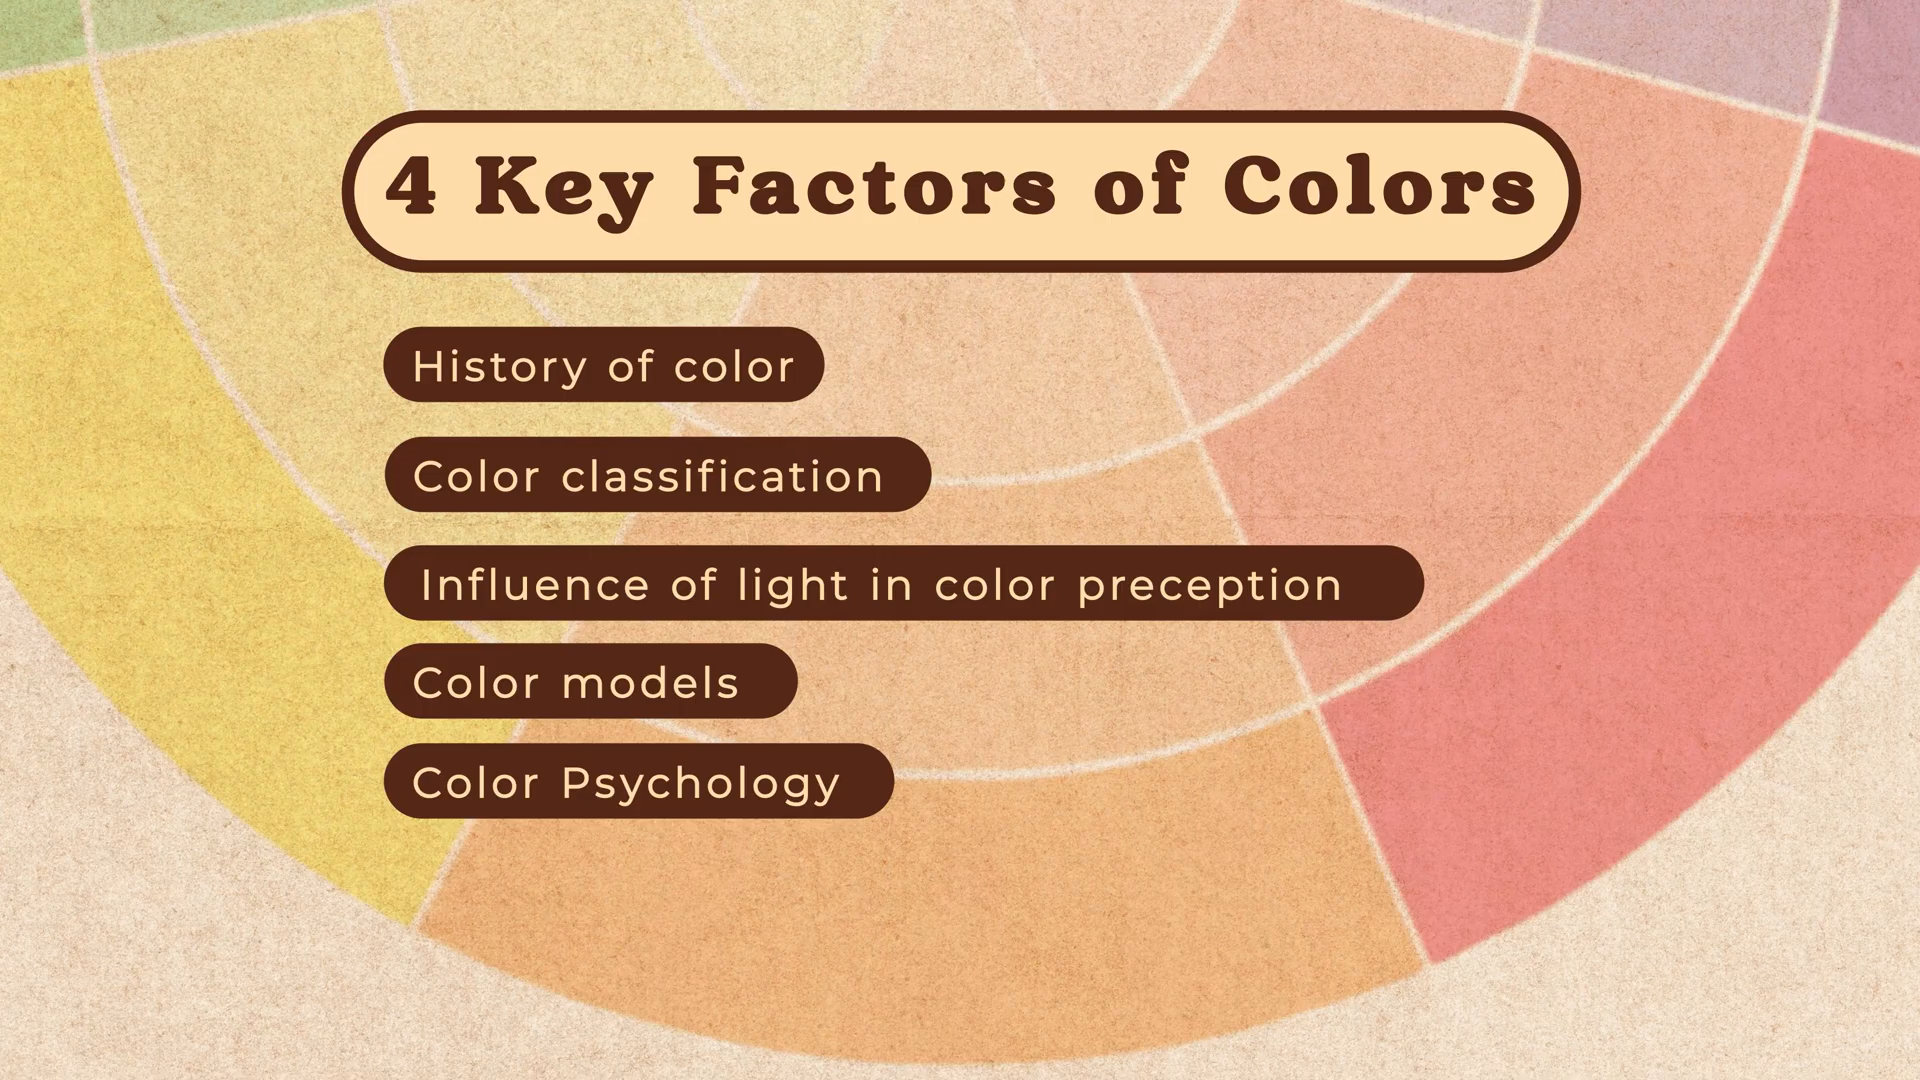 4 Key Factors of Colors
History of color
Color classification
Influence of light in color preception
Color models
Color Psychology